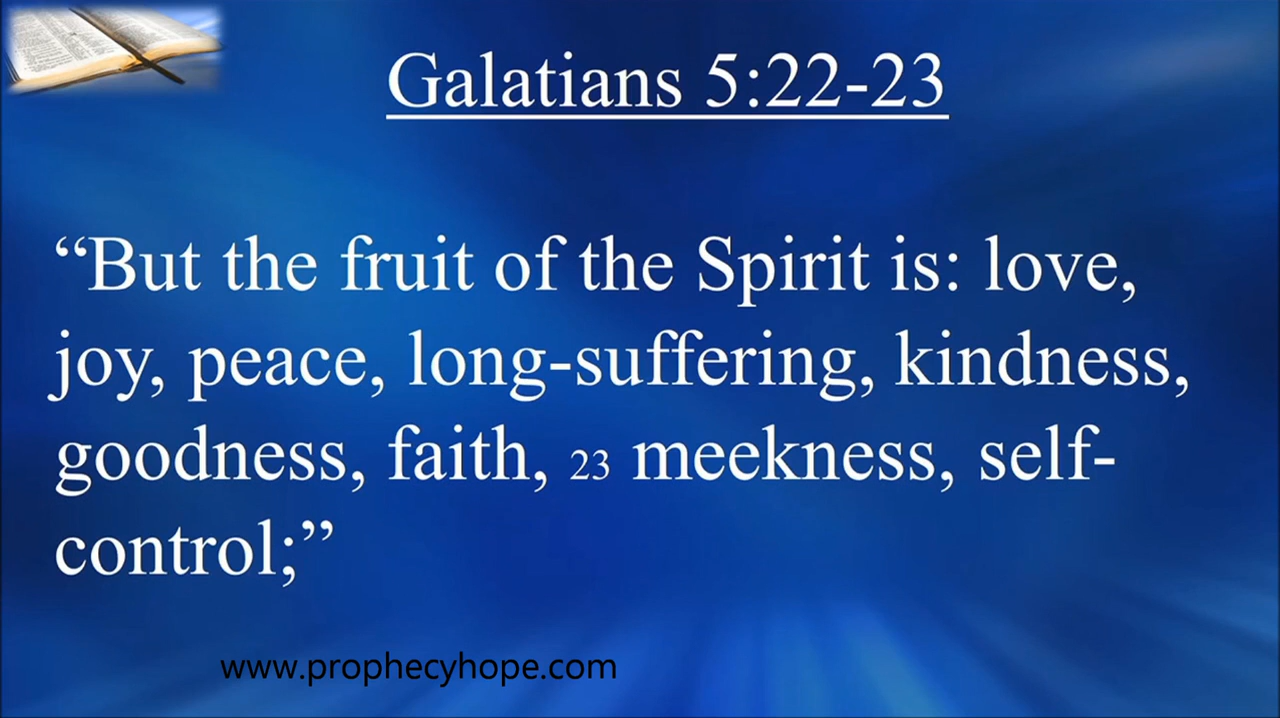 Galatians 5:22-23
“But the fruit of the Spirit is: love,
joy, peace, long-suffering, kindness,
goodness, faith, 23 meekness, self-
control;”
www.prophecyhope.com